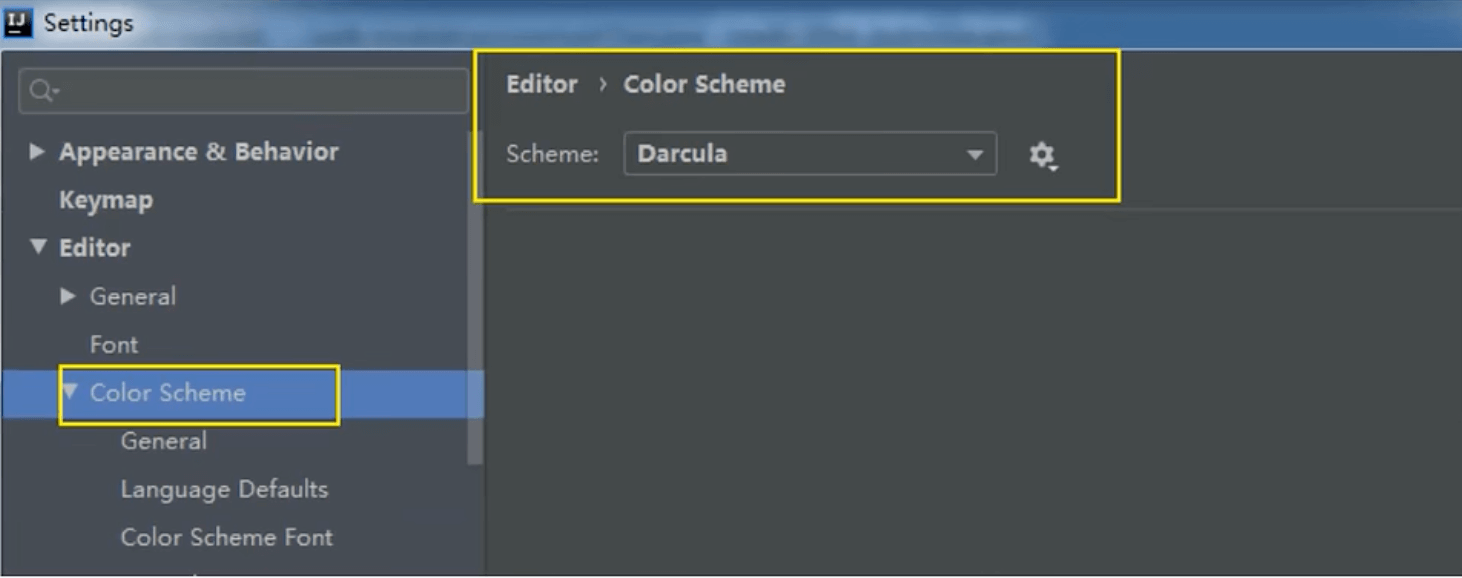 IJ Settings
Appearance & Behavior
Keymap
Editor
General
Font
Color Scheme
General
Language Defaults
Color Scheme Font
Editor › Color Scheme
Scheme: Darcula